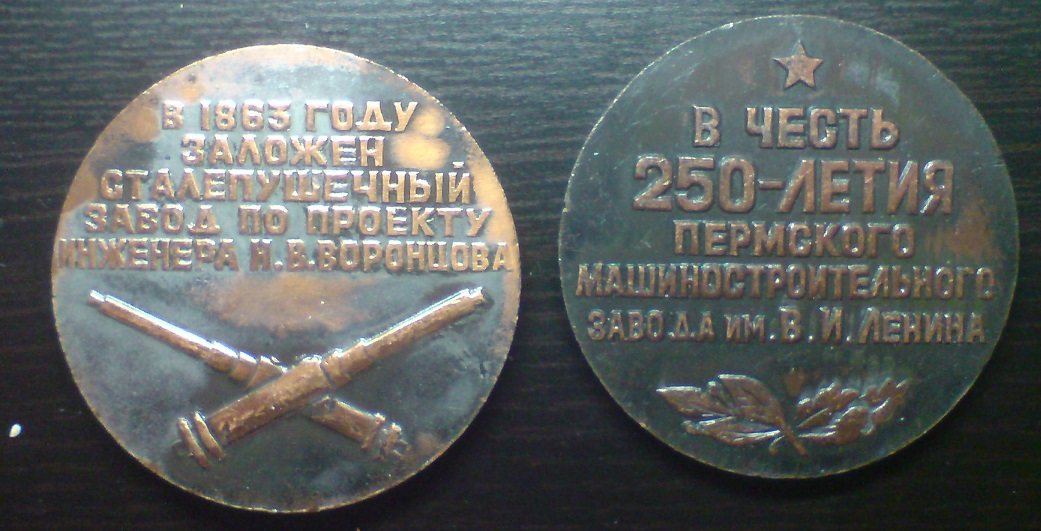 В 1863 ГОДУ
ЗАЛОЖЕН
СТАЛЕПУШЕЧНЫЙ
ЗАВОД ПО ПРОЕКТУ
ИНЖЕНЕРА Н.В.ВОРОНЦОВА
В ЧЕСТЬ
250-ЛЕТИЯ
ПЕРМСКОГО
МАШИНОСТРОИТЕЛЬНОГО
ЗАВОДА ИМ. В. И. ЛЕНИНА